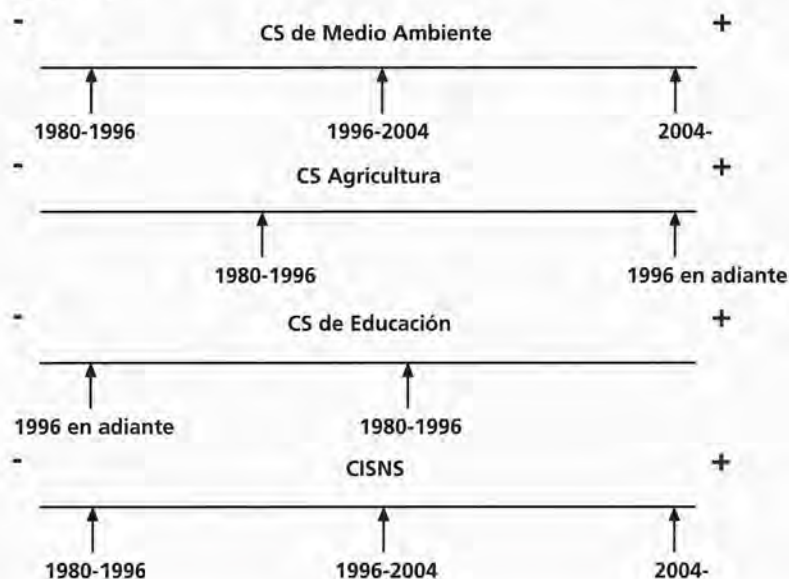 - CS de Medio Ambiente +
1980-1996 1996-2004 2004-
- CS Agricultura +
1980-1996 1996 en adiante
- CS de Educación +
1996 en adiante 1980-1996
- CISNS +
1980-1996 1996-2004 2004-